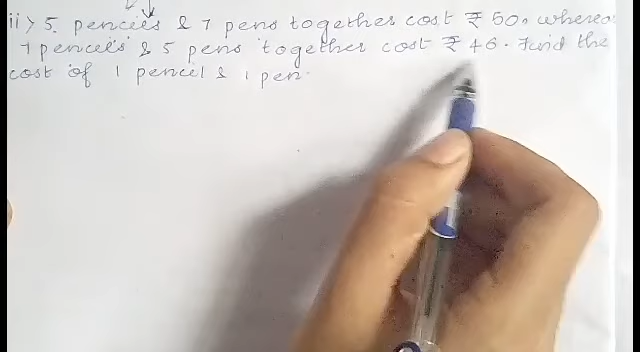 ii) 5 pencils & 7 pens together cost ₹ 50, whereas
7 pencils & 5 pens together cost ₹ 46. Find the
cost of 1 pencil & 1 pen.